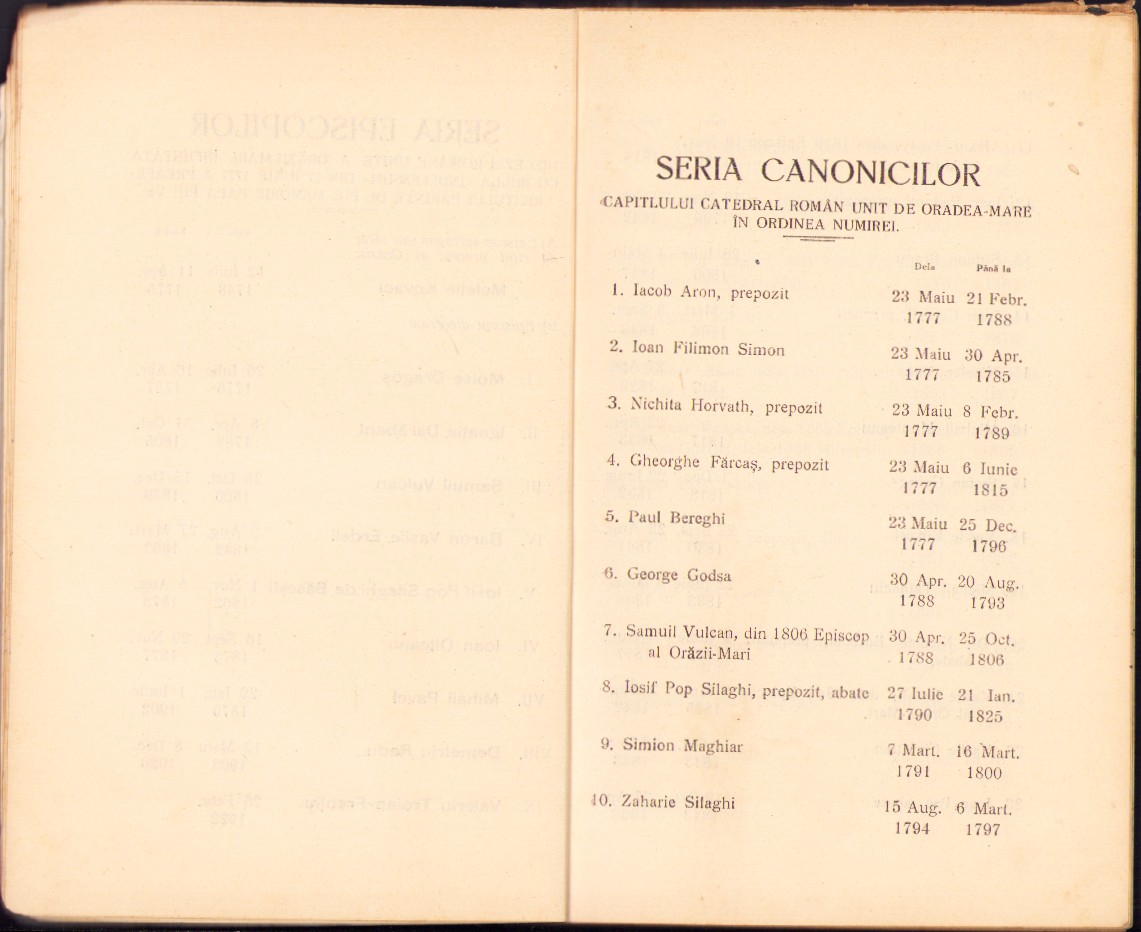 SERIA CANONICILOR
CAPITLULUI CATEDRAL ROMÂN UNIT DE ORADEA-MARE
ÎN ORDINEA NUMIREI.
Dela Până la
1. Iacob Aron, prepozit 23 Maiu 21 Febr.
1777 1788
2. Ioan Filimon Simon 23 Maiu 30 Apr.
1777 1785
3. Nichita Horvath, prepozit 23 Maiu 8 Febr.
1777 1789
4. Gheorghe Fărcaş, prepozit 23 Maiu 6 Iunie
1777 1815
5. Paul Bereghi 23 Maiu 25 Dec.
1777 1796
6. George Godsa 30 Apr. 20 Aug.
1788 1793
7. Samuil Vulcan, din 1806 Episcop 30 Apr. 25 Oct.
al Orăzii-Mari 1788 1806
8. Iosif Pop Silaghi, prepozit, abate 27 Iulie 21 Ian.
1790 1825
9. Simion Maghiar 7 Mart. 16 Mart.
1791 1800
10. Zaharie Silaghi 15 Aug. 6 Mart.
1794 1797